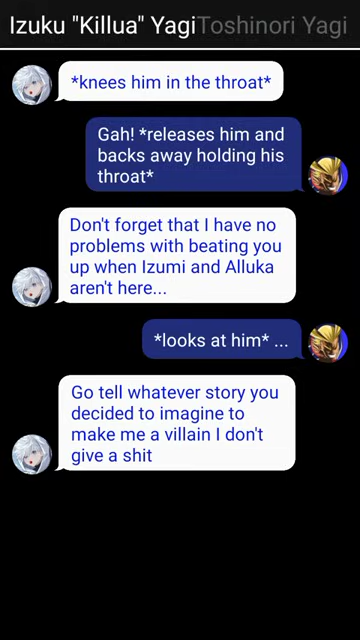 Izuku "Killua" Yagi Toshinori Yagi
*knees him in the throat*
Gah! *releases him and
backs away holding his
throat*
Don't forget that I have no
problems with beating you
up when Izumi and Alluka
aren't here...
*looks at him* ...
Go tell whatever story you
decided to imagine to
make me a villain I don't
give a shit